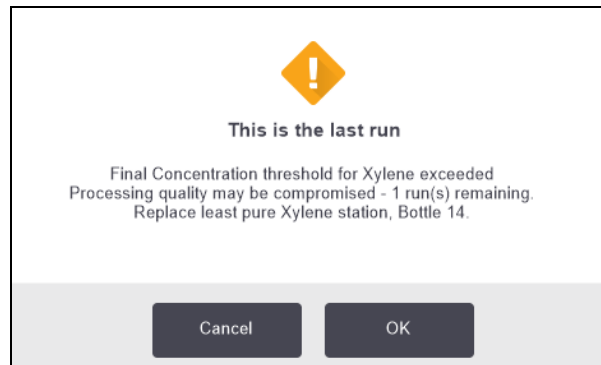 !
This is the last run
Final Concentration threshold for Xylene exceeded
Processing quality may be compromised - 1 run(s) remaining.
Replace least pure Xylene station, Bottle 14.
Cancel OK